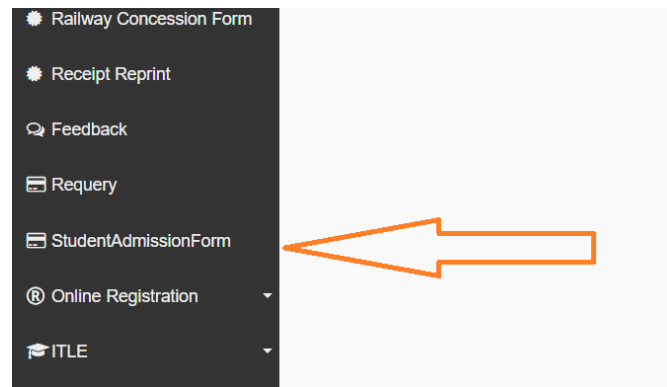 Railway Concession Form
Receipt Reprint
Feedback
Requery
StudentAdmissionForm
Online Registration
ITLE